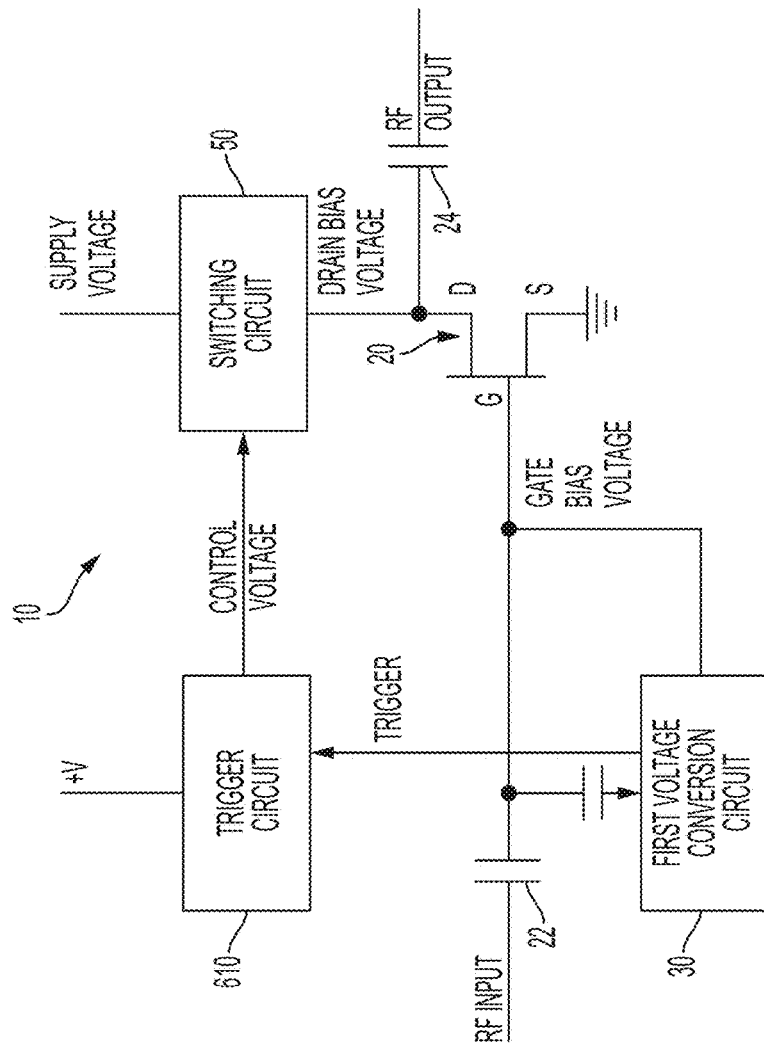 10
+V
SUPPLY
VOLTAGE
TRIGGER
CIRCUIT
610
CONTROL
VOLTAGE
SWITCHING
CIRCUIT
50
DRAIN BIAS
VOLTAGE
RF
OUTPUT
24
20
D
G
S
TRIGGER
GATE
BIAS
VOLTAGE
RF INPUT
22
FIRST VOLTAGE
CONVERSION
CIRCUIT
30